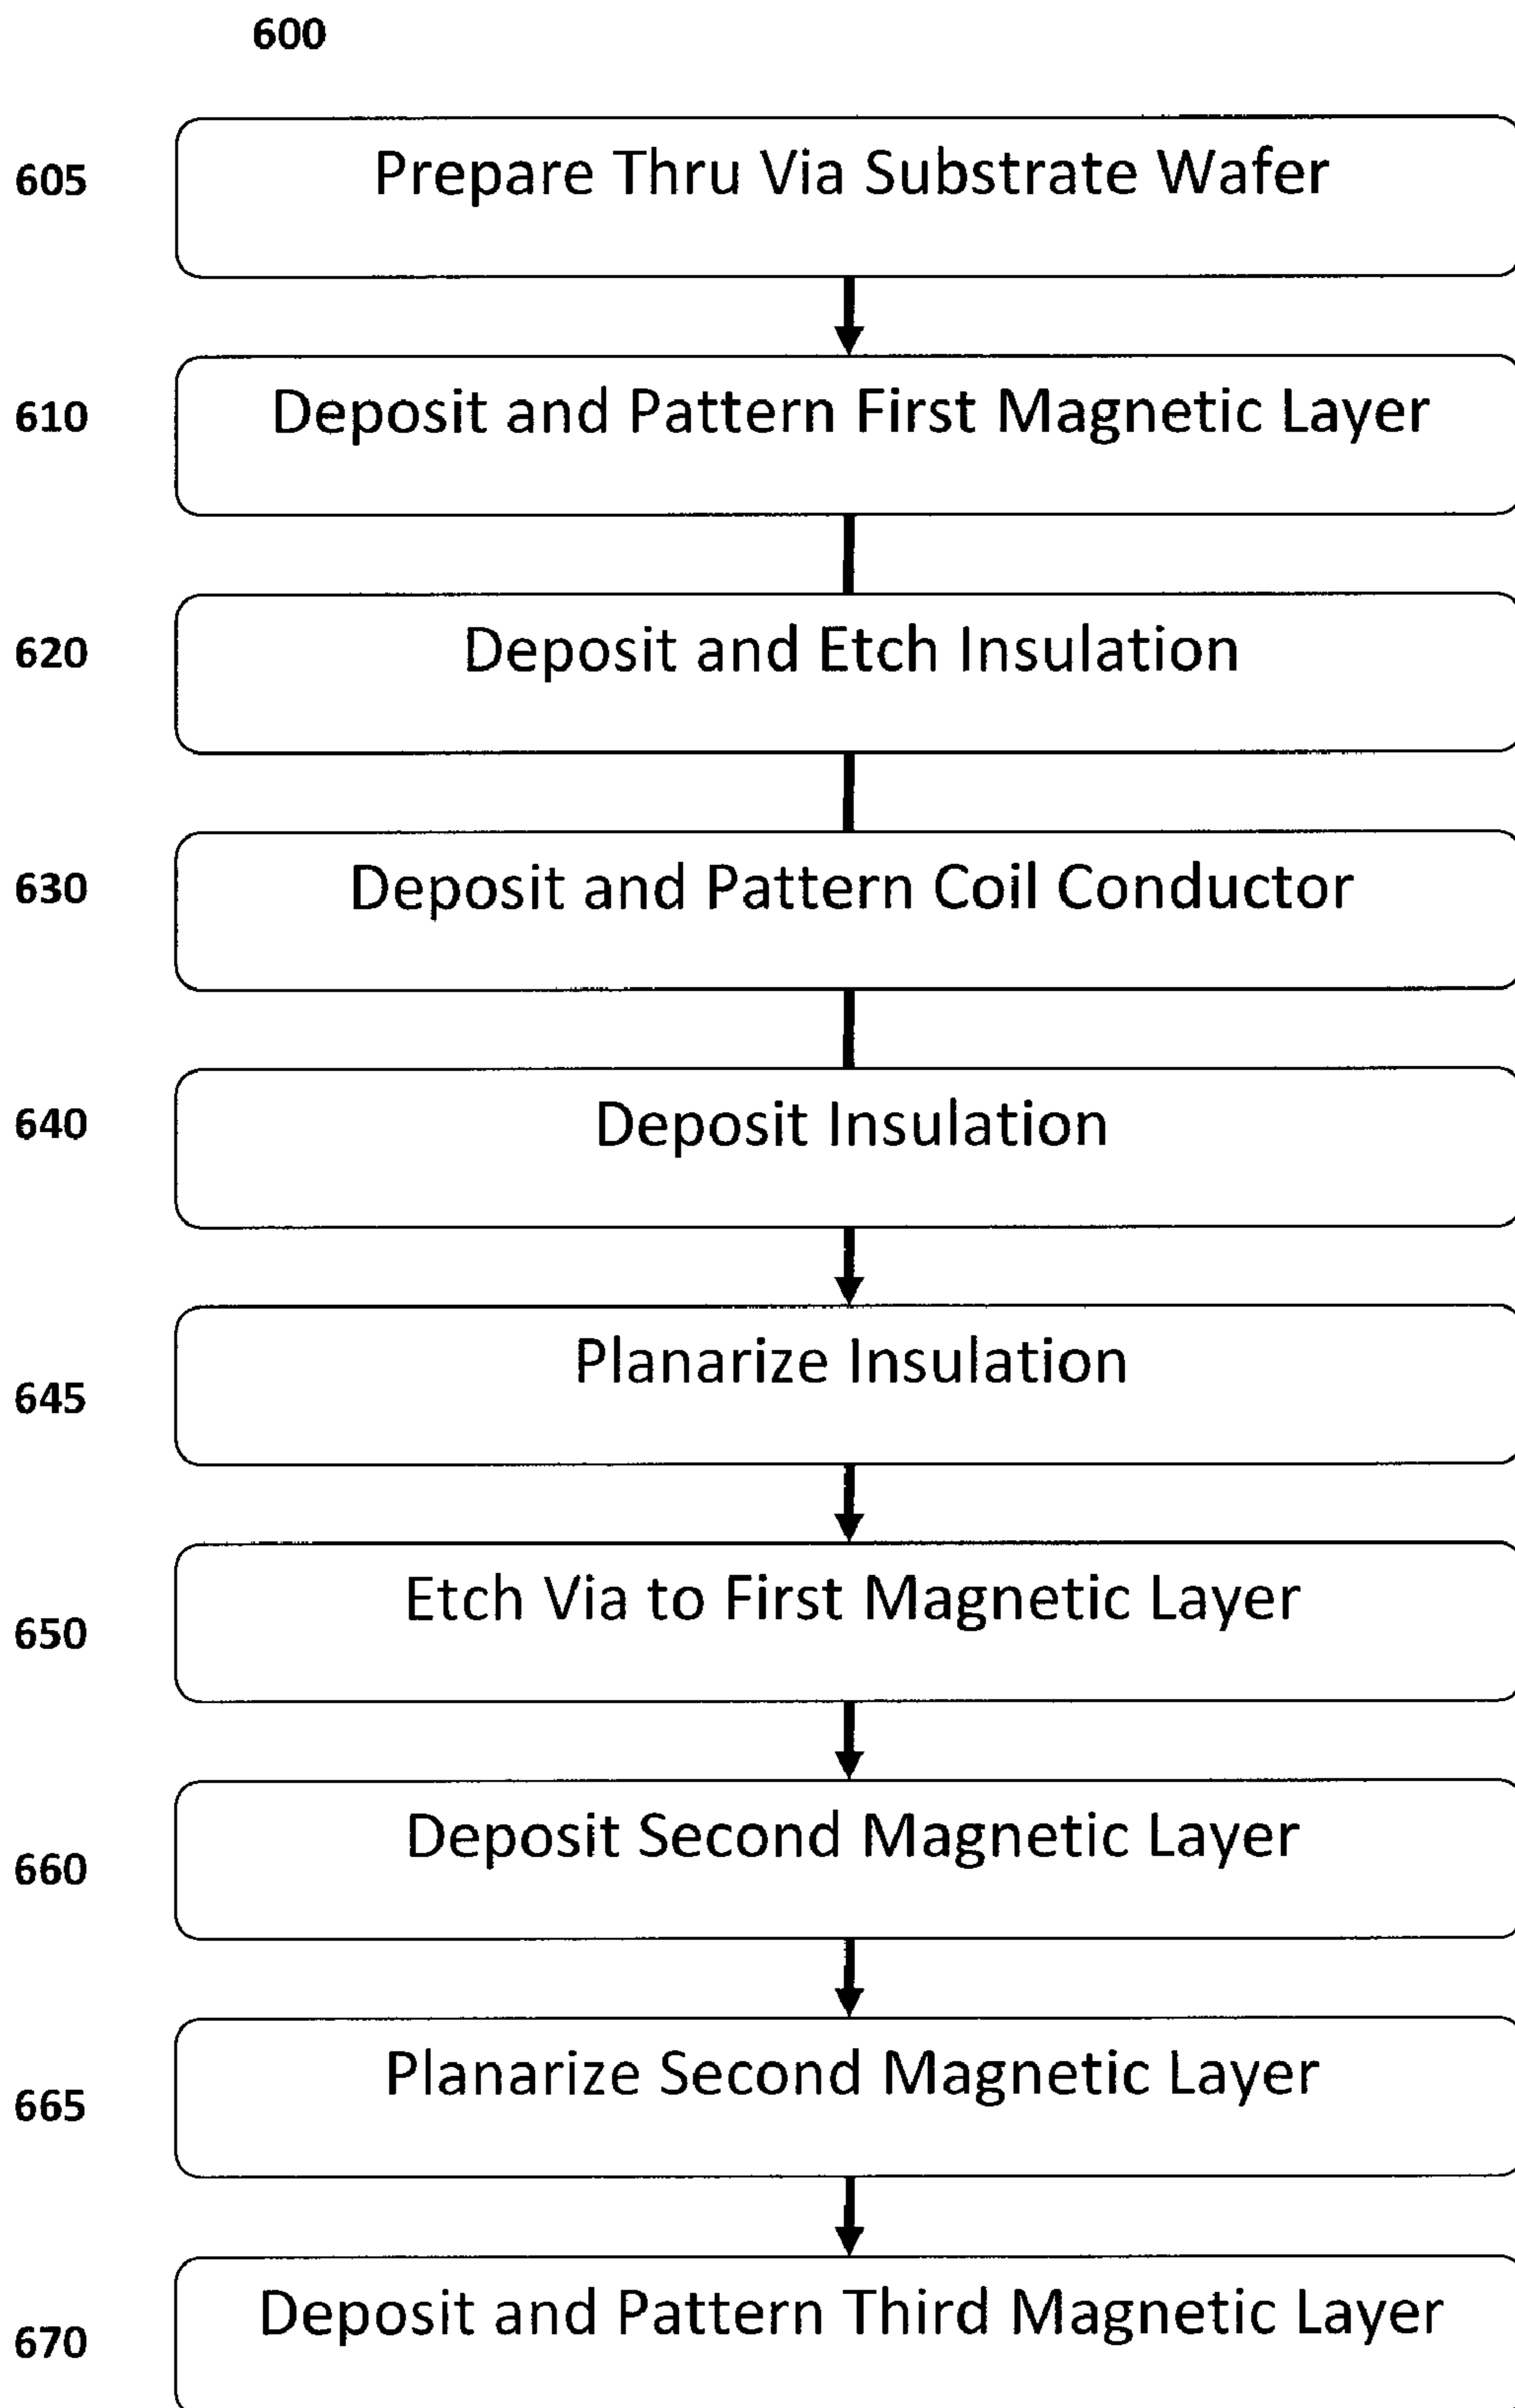 600
605 Prepare Thru Via Substrate Wafer
610 Deposit and Pattern First Magnetic Layer
620 Deposit and Etch Insulation
630 Deposit and Pattern Coil Conductor
640 Deposit Insulation
645 Planarize Insulation
650 Etch Via to First Magnetic Layer
660 Deposit Second Magnetic Layer
665 Planarize Second Magnetic Layer
670 Deposit and Pattern Third Magnetic Layer